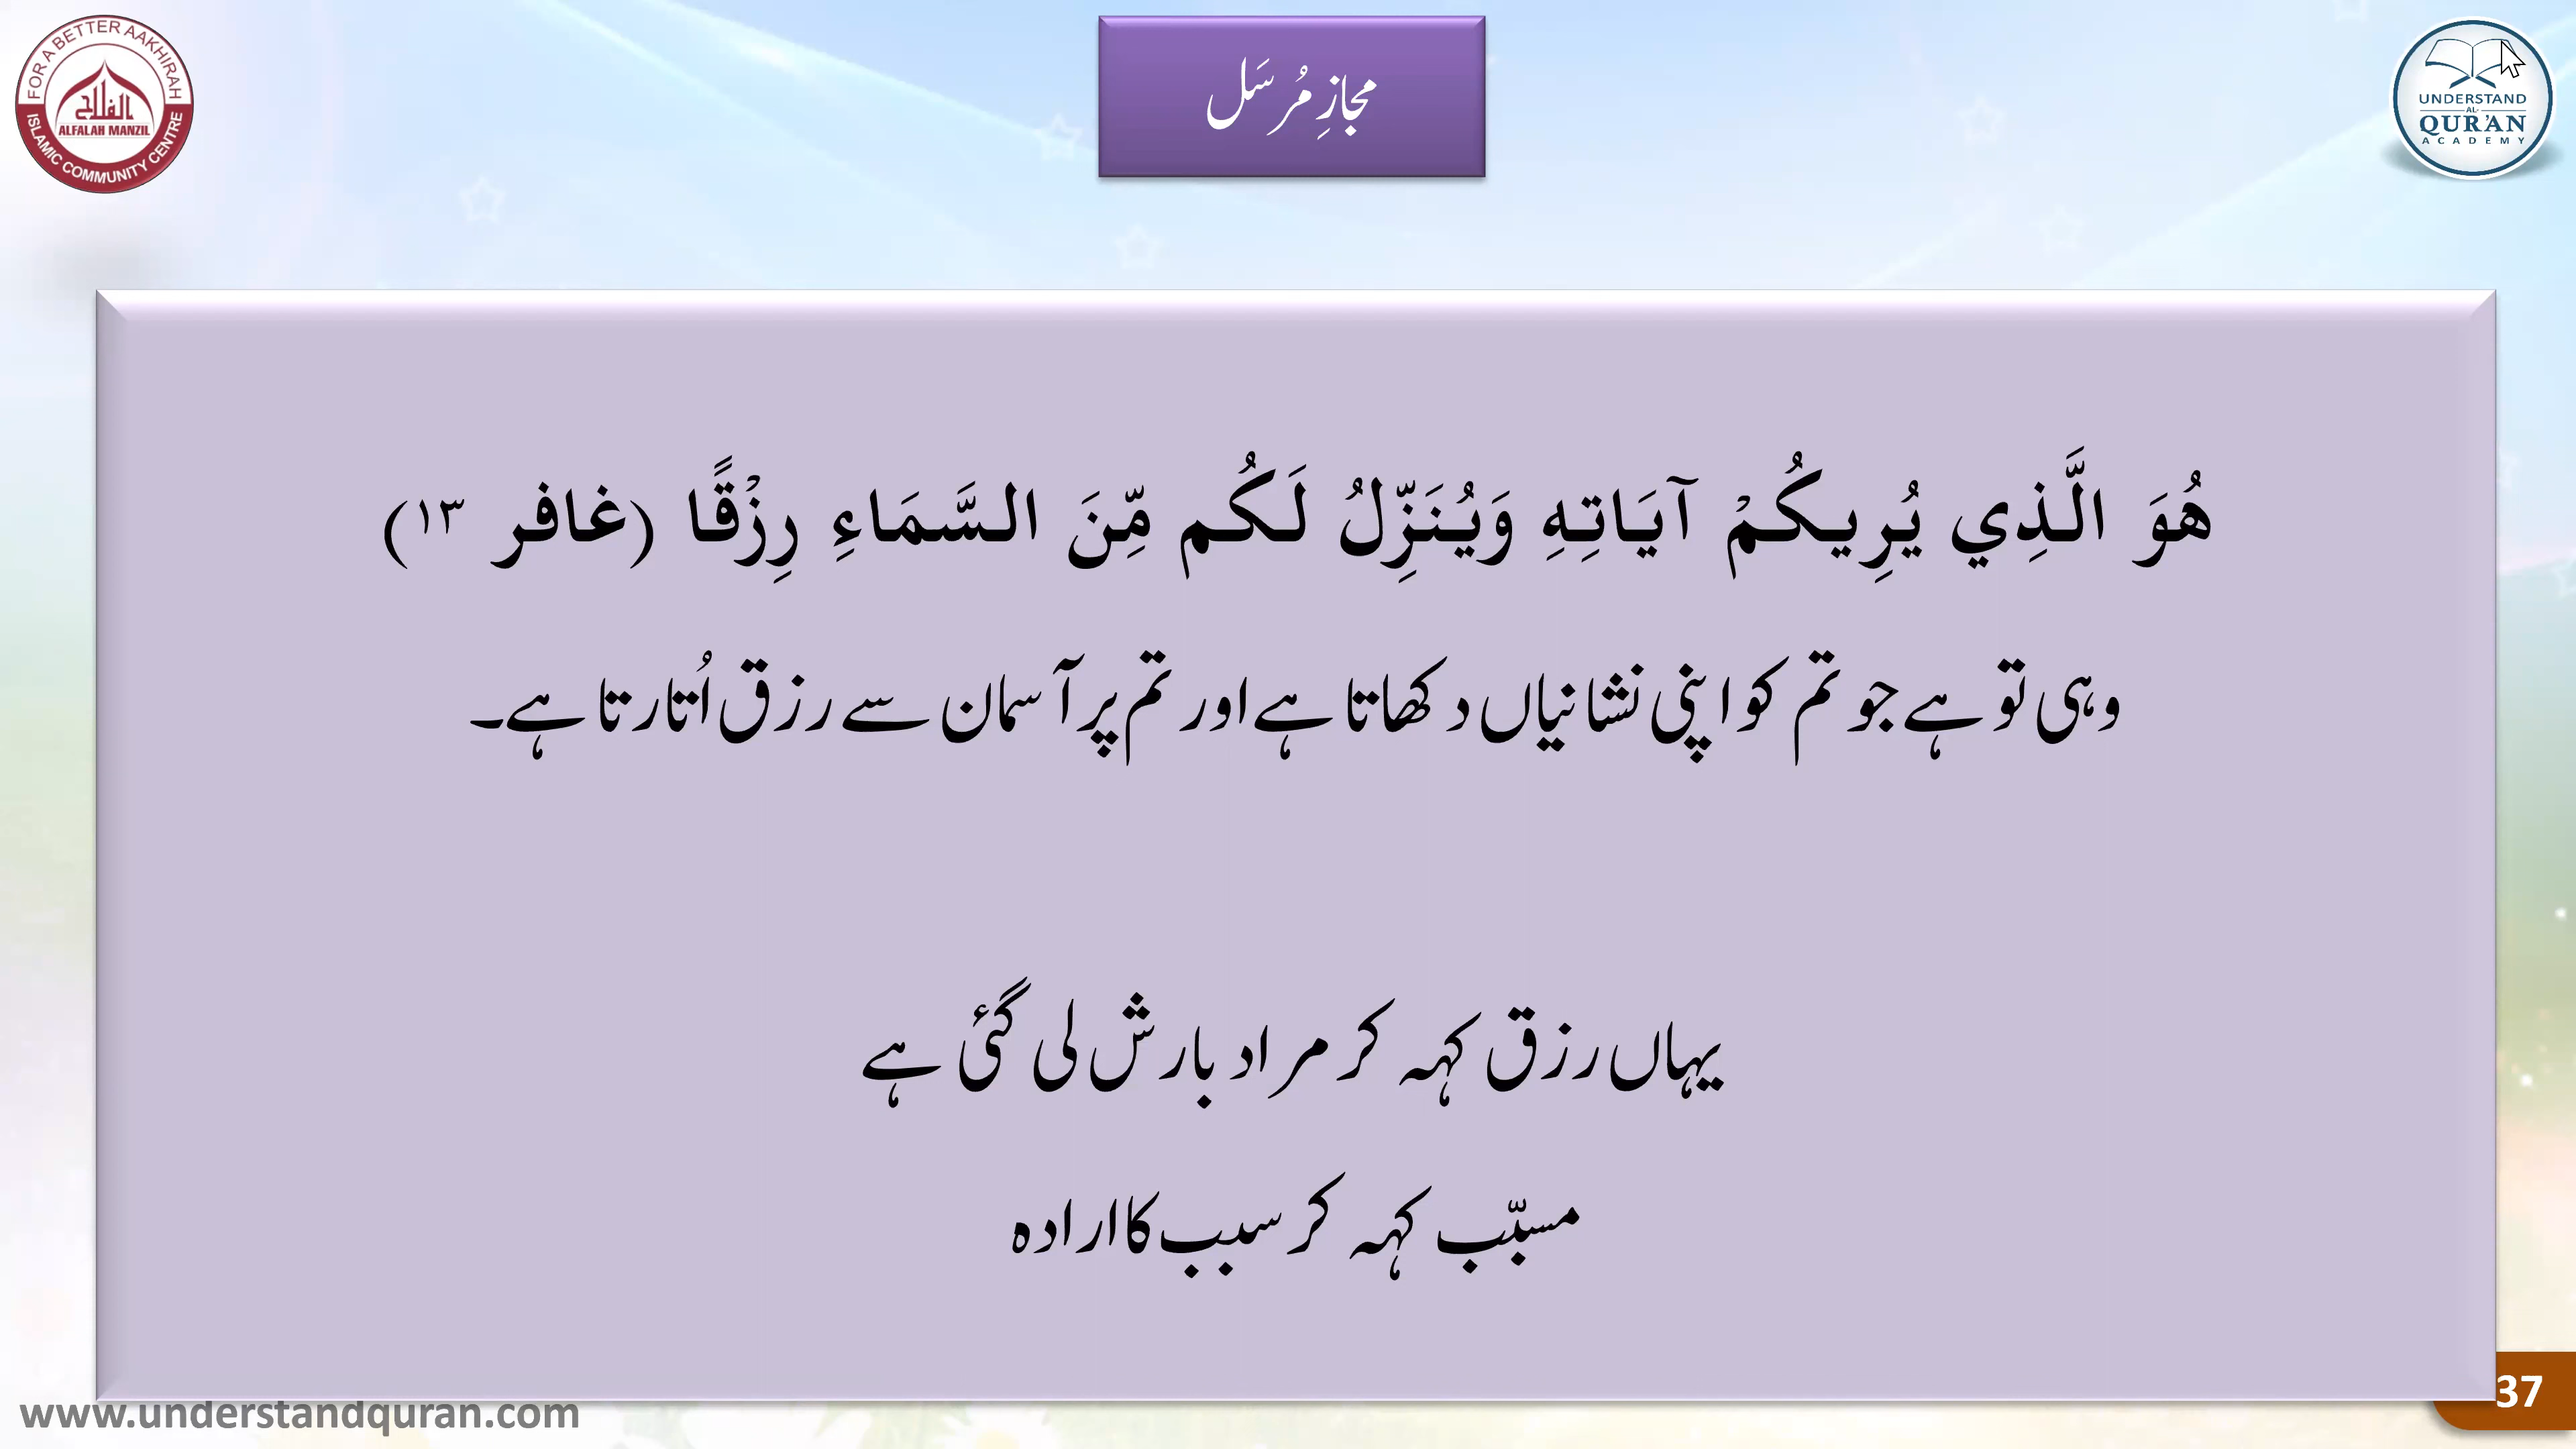 FOR A BETTER AAKHIRAH
الفلاح
ALFALAH MANZIL
ISLAMIC COMMUNITY CENTRE
مجازِ مُرسَل
UNDERSTAND
AL-
QUR'AN
ACADEMY
هُوَ الَّذِي يُرِيكُمْ آيَاتِهِ وَيُنَزِّلُ لَكُم مِّنَ السَّمَاءِ رِزْقًا (غافر ١٣)
وہی تو ہے جو تم کو اپنی نشانیاں دکھاتا ہے اور تم پر آسمان سے رزق اُتارتا ہے۔
یہاں رزق کہہ کر مراد بارش لی گئی ہے
مسبّب کہہ کر سبب کا ارادہ
www.understandquran.com
37